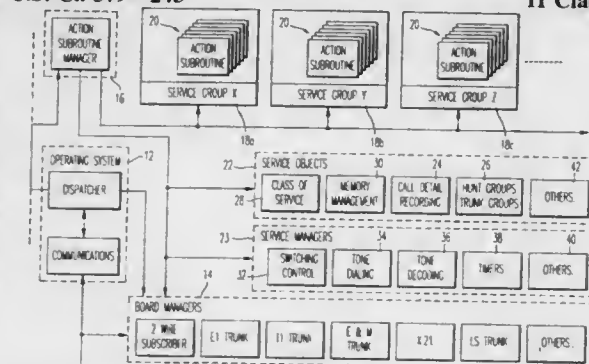 11 Cla
ACTION SUBROUTINE MANAGER
16
20
ACTION SUBROUTINE
SERVICE GROUP X
18a
20
ACTION SUBROUTINE
SERVICE GROUP Y
18b
20
ACTION SUBROUTINE
SERVICE GROUP Z
18c
OPERATING SYSTEM
12
DISPATCHER
COMMUNICATIONS
22
SERVICE OBJECTS
30
24
26
42
CLASS OF SERVICE
MEMORY MANAGEMENT
CALL DETAIL RECORDING
HUNT GROUPS TRUNK GROUPS
OTHERS
28
23
SERVICE MANAGERS
34
36
38
40
SWITCHING CONTROL
TONE DIALING
TONE DECODING
TIMERS
OTHERS
32
14
BOARD MANAGERS
2 WIRE SUBSCRIBER
E1 TRUNK
T1 TRUNK
E & M TRUNK
X 21
LS TRUNK
OTHERS